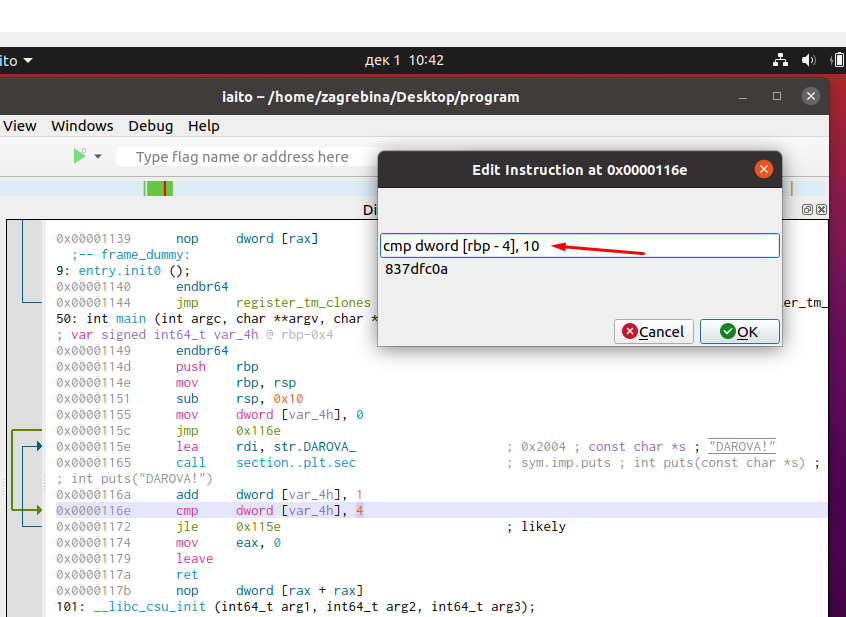 ito
дек 1 10:42
iaito – /home/zagrebina/Desktop/program
View Windows Debug Help
Type flag name or address here
Edit Instruction at 0x0000116e
cmp dword [rbp - 4], 10
837dfc0a
Cancel OK
Di
0x00001139 nop dword [rax]
;-- frame_dummy:
9: entry.init0 ();
0x00001140 endbr64
0x00001144 jmp register_tm_clones er_tm_
50: int main (int argc, char **argv, char *
; var signed int64_t var_4h @ rbp-0x4
0x00001149 endbr64
0x0000114d push rbp
0x0000114e mov rbp, rsp
0x00001151 sub rsp, 0x10
0x00001155 mov dword [var_4h], 0
0x0000115c jmp 0x116e
0x0000115e lea rdi, str.DAROVA_ ; 0x2004 ; const char *s ; "DAROVA!"
0x00001165 call section..plt.sec ; sym.imp.puts ; int puts(const char *s) ;
; int puts("DAROVA!")
0x0000116a add dword [var_4h], 1
0x0000116e cmp dword [var_4h], 4
0x00001172 jle 0x115e ; likely
0x00001174 mov eax, 0
0x00001179 leave
0x0000117a ret
0x0000117b nop dword [rax + rax]
101: __libc_csu_init (int64_t arg1, int64_t arg2, int64_t arg3);